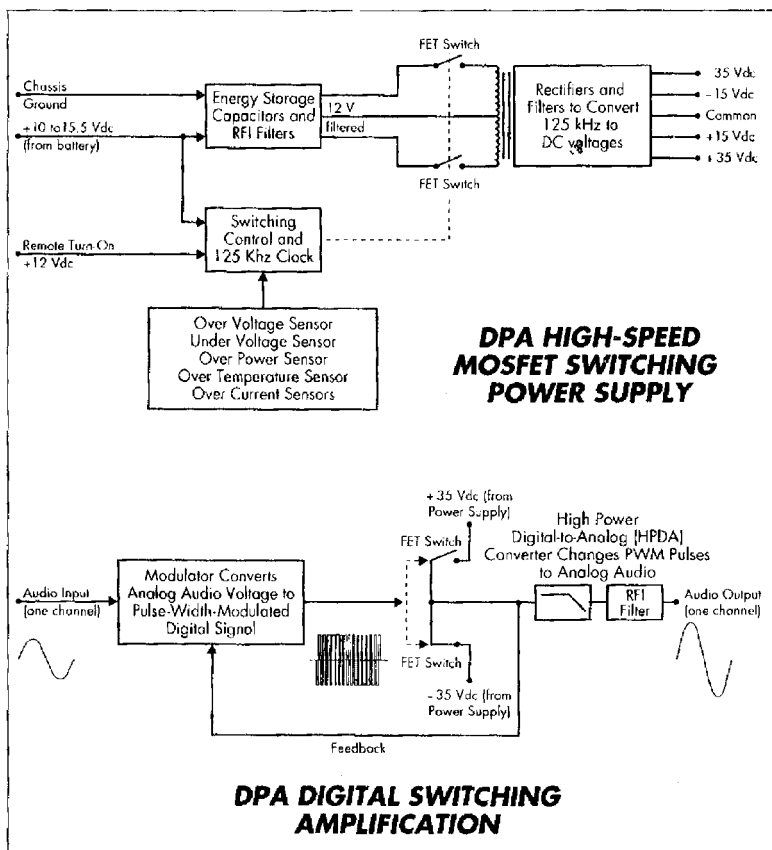 FET Switch
Chassis
Ground
+10 to 15.5 Vdc
(from battery)
Energy Storage
Capacitors and
RFI Filters
12 V
filtered
FET Switch
Rectifiers and
Filters to Convert
125 kHz to
DC voltages
35 Vdc
– 15 Vdc
Common
+15 Vdc
+ 35 Vdc
Remote Turn-On
+12 Vdc
Switching
Control and
125 Khz Clock
Over Voltage Sensor
Under Voltage Sensor
Over Power Sensor
Over Temperature Sensor
Over Current Sensors
DPA HIGH-SPEED
MOSFET SWITCHING
POWER SUPPLY
Audio Input
(one channel)
Modulator Converts
Analog Audio Voltage to
Pulse-Width-Modulated
Digital Signal
+ 35 Vdc (from
Power Supply)
FET Switch
FET Switch
– 35 Vdc (from
Power Supply)
High Power
Digital-to-Analog (HPDA)
Converter Changes PWM Pulses
to Analog Audio
RFI
Filter
Audio Output
(one channel)
Feedback
DPA DIGITAL SWITCHING
AMPLIFICATION